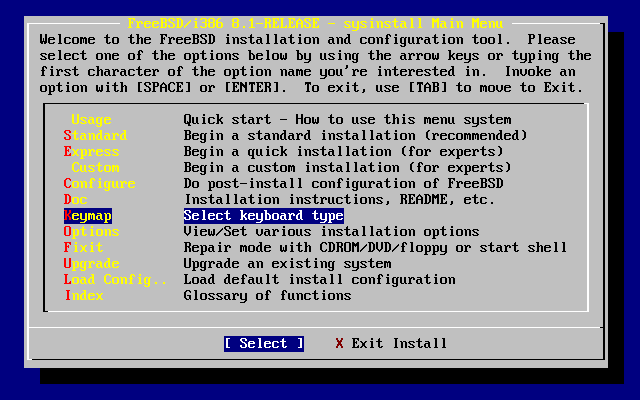 FreeBSD/i386 8.1-RELEASE - sysinstall Main Menu
Welcome to the FreeBSD installation and configuration tool.  Please
select one of the options below by using the arrow keys or typing the
first character of the option name you're interested in.  Invoke an
option with [SPACE] or [ENTER].  To exit, use [TAB] to move to Exit.
Usage Quick start - How to use this menu system
Standard Begin a standard installation (recommended)
Express Begin a quick installation (for experts)
Custom Begin a custom installation (for experts)
Configure Do post-install configuration of FreeBSD
Doc Installation instructions, README, etc.
Keymap Select keyboard type
Options View/Set various installation options
Fixit Repair mode with CDROM/DVD/floppy or start shell
Upgrade Upgrade an existing system
Load Config.. Load default install configuration
Index Glossary of functions
[ Select ] X Exit Install